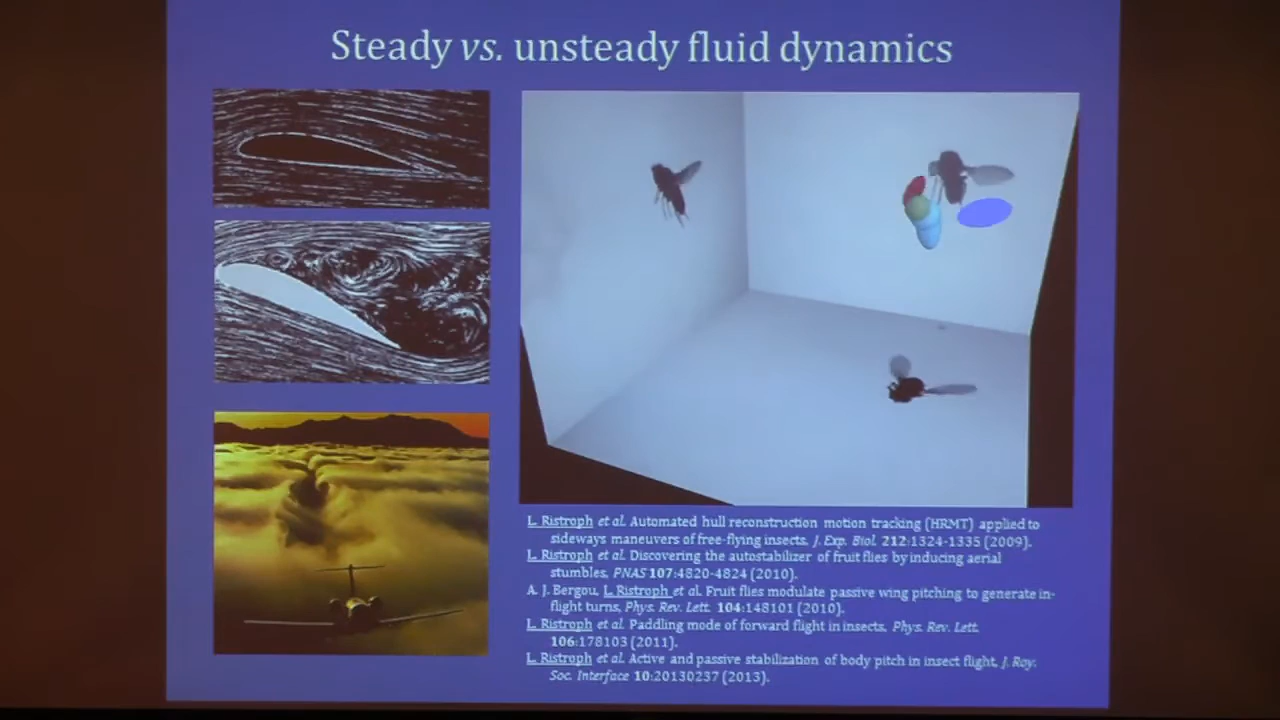 Steady vs. unsteady fluid dynamics
L. Ristroph et al. Automated hull reconstruction motion tracking (HRMT) applied to
sideways maneuvers of free-flying insects. J. Exp. Biol. 212:1324-1335 (2009).
L. Ristroph et al. Discovering the autostabilizer of fruit flies by inducing aerial
stumbles. PNAS 107:4820-4824 (2010).
A. J. Bergou, L. Ristroph et al. Fruit flies modulate passive wing pitching to generate in-
flight turns, Phys. Rev. Lett. 104:148101 (2010).
L. Ristroph et al. Paddling mode of forward flight in insects, Phys. Rev. Lett.
106:178103 (2011).
L. Ristroph et al. Active and passive stabilization of body pitch in insect flight, J. Roy.
Soc. Interface 10:20130237 (2013).